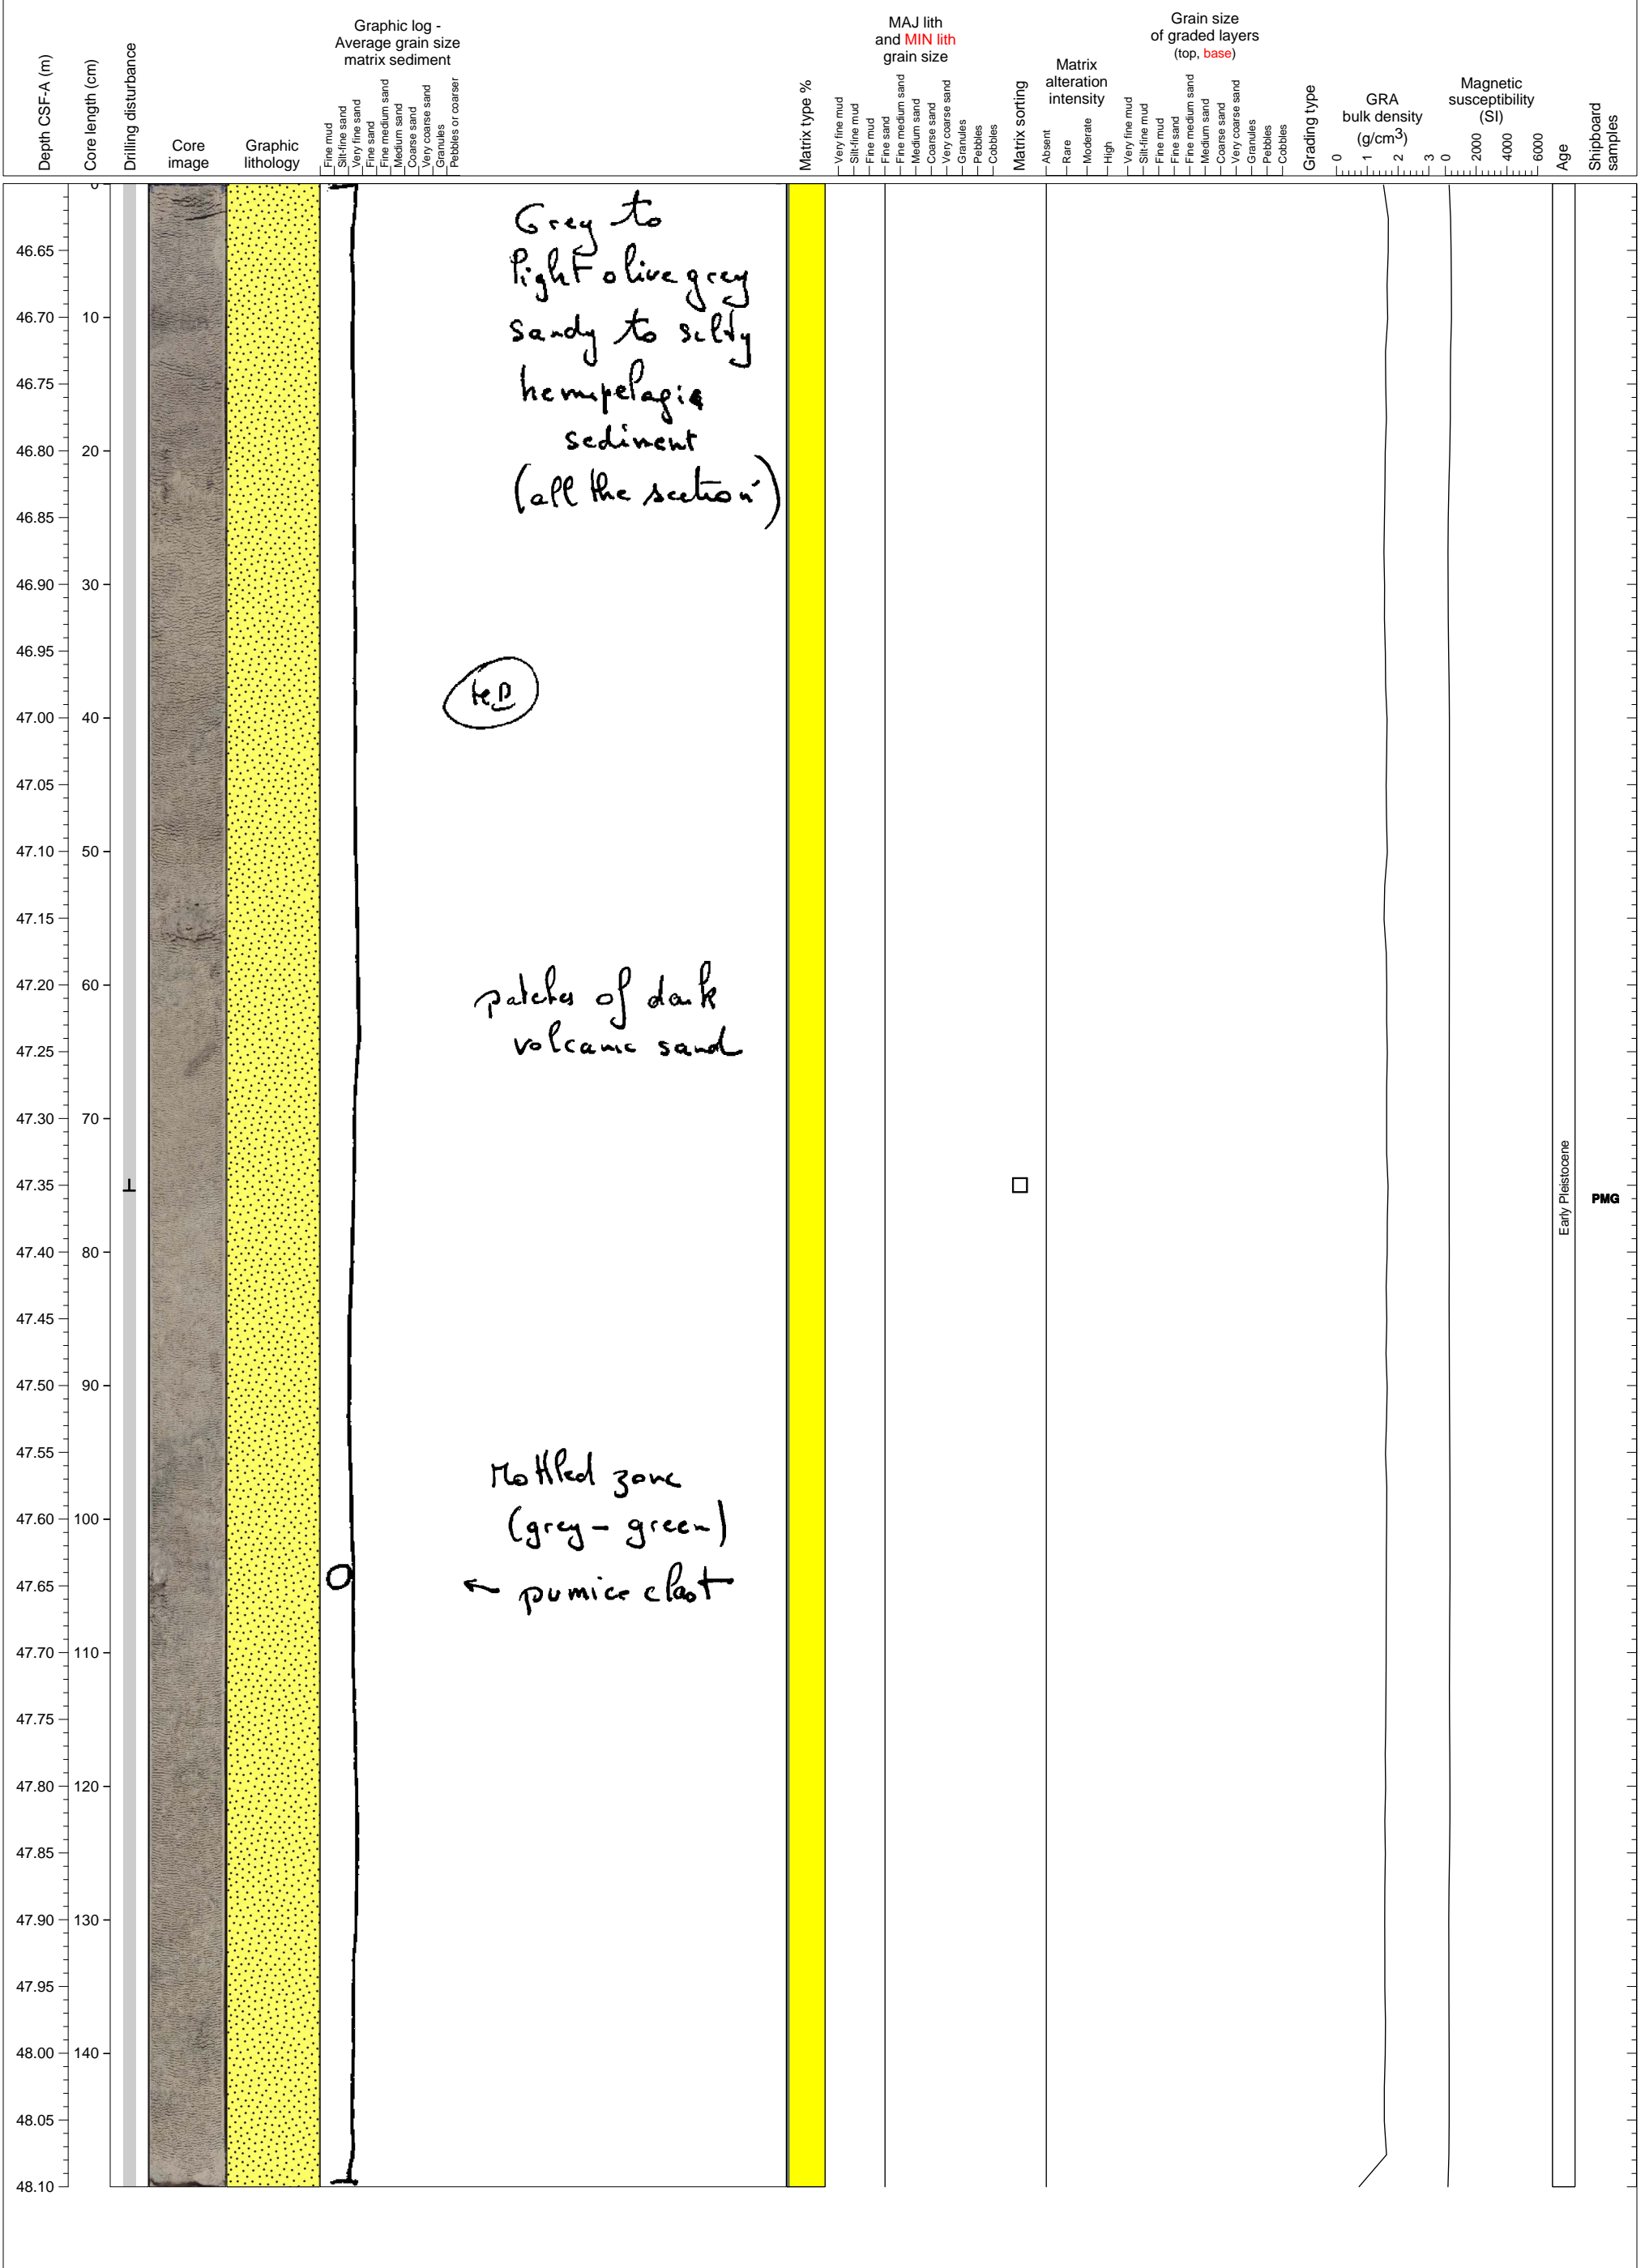 Graphic log -
Average grain size
matrix sediment
MAJ lith
and MIN lith
grain size
Grain size
of graded layers
(top, base)
Matrix
alteration
intensity
GRA
bulk density
(g/cm3)
Magnetic
susceptibility
(SI)
Depth CSF-A (m)
Core length (cm)
Drilling disturbance
Core
image
Graphic
lithology
Fine mud
Slit-fine sand
Very fine sand
Fine sand
Fine medium sand
Medium sand
Coarse sand
Very coarse sand
Granules
Pebbles or coarser
Matrix type %
Very fine mud
Silt-fine mud
Fine mud
Fine sand
Fine medium sand
Medium sand
Coarse sand
Very coarse sand
Granules
Pebbles
Cobbles
Matrix sorting
Absent
Rare
Moderate
High
Very fine mud
Silt-fine mud
Fine mud
Fine sand
Fine medium sand
Medium sand
Coarse sand
Very coarse sand
Granules
Pebbles
Cobbles
Grading type
0 1 2 3
0 2000 4000 6000
Age
Shipboard
samples
0
46.65
46.70 10
46.75
46.80 20
46.85
46.90 30
46.95
47.00 40
47.05
47.10 50
47.15
47.20 60
47.25
47.30 70
47.35
47.40 80
47.45
47.50 90
47.55
47.60 100
47.65
47.70 110
47.75
47.80 120
47.85
47.90 130
47.95
48.00 140
48.05
48.10
Grey to
light olive grey
sandy to silty
hemipelagic
sediment
(all the section)
patches of dark
volcanic sand
Mottled zone
(grey - green)
← pumice clast
Early Pleistocene
PMG